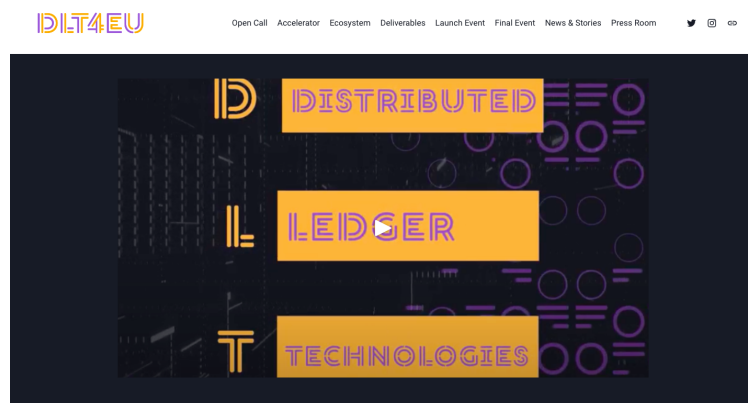 DLT4EU
Open Call Accelerator Ecosystem Deliverables Launch Event Final Event News & Stories Press Room
D DISTRIBUTED
L LEDGER
T TECHNOLOGIES